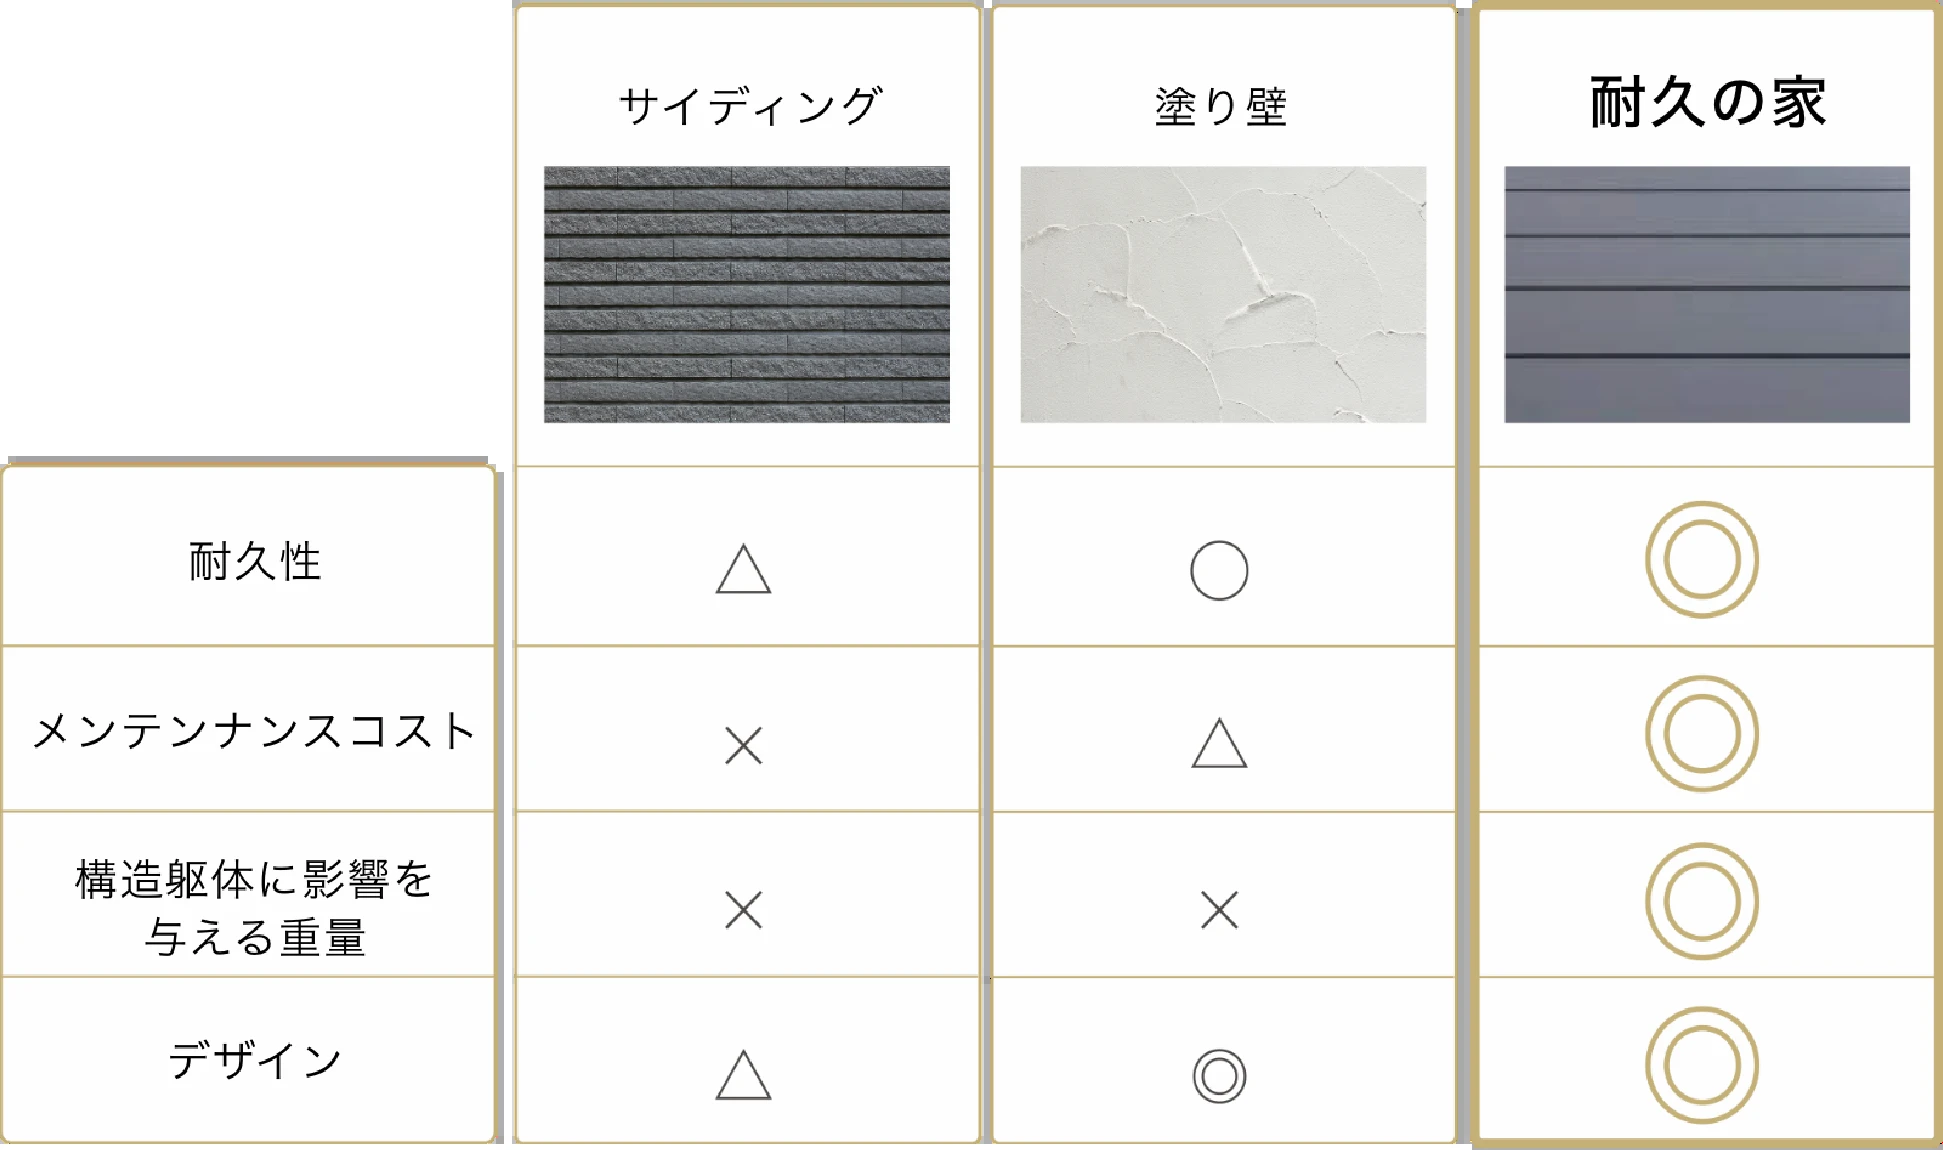 サイディング
塗り壁
耐久の家
耐久性
△
○
◎
メンテンナンスコスト
×
△
◎
構造躯体に影響を
与える重量
×
×
◎
デザイン
△
◎
◎